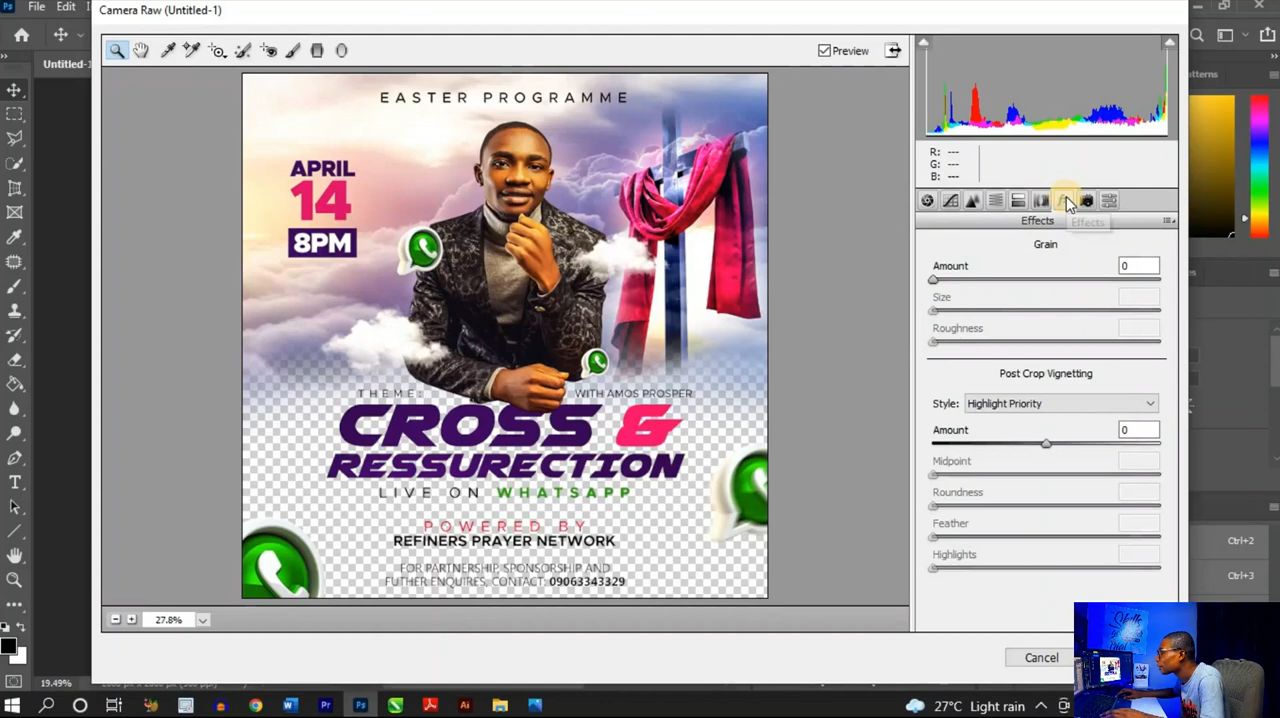 Camera Raw (Untitled-1)
File Edit
Untitled-1
Preview
EASTER PROGRAMME
APRIL
14
8PM
THEME:
WITH AMOS PROSPER
CROSS &
RESSURECTION
LIVE ON WHATSAPP
POWERED BY
REFINERS PRAYER NETWORK
FOR PARTNERSHIP, SPONSORSHIP AND
FUTHER ENQUIRES, CONTACT: 09063343329
R: ---
G: ---
B: ---
Effects
Effects
Grain
Amount 0
Size
Roughness
Post Crop Vignetting
Style: Highlight Priority
Amount 0
Midpoint
Roundness
Feather
Highlights
27.8%
Cancel
Ctrl+2
Ctrl+3
19.49%
27°C Light rain